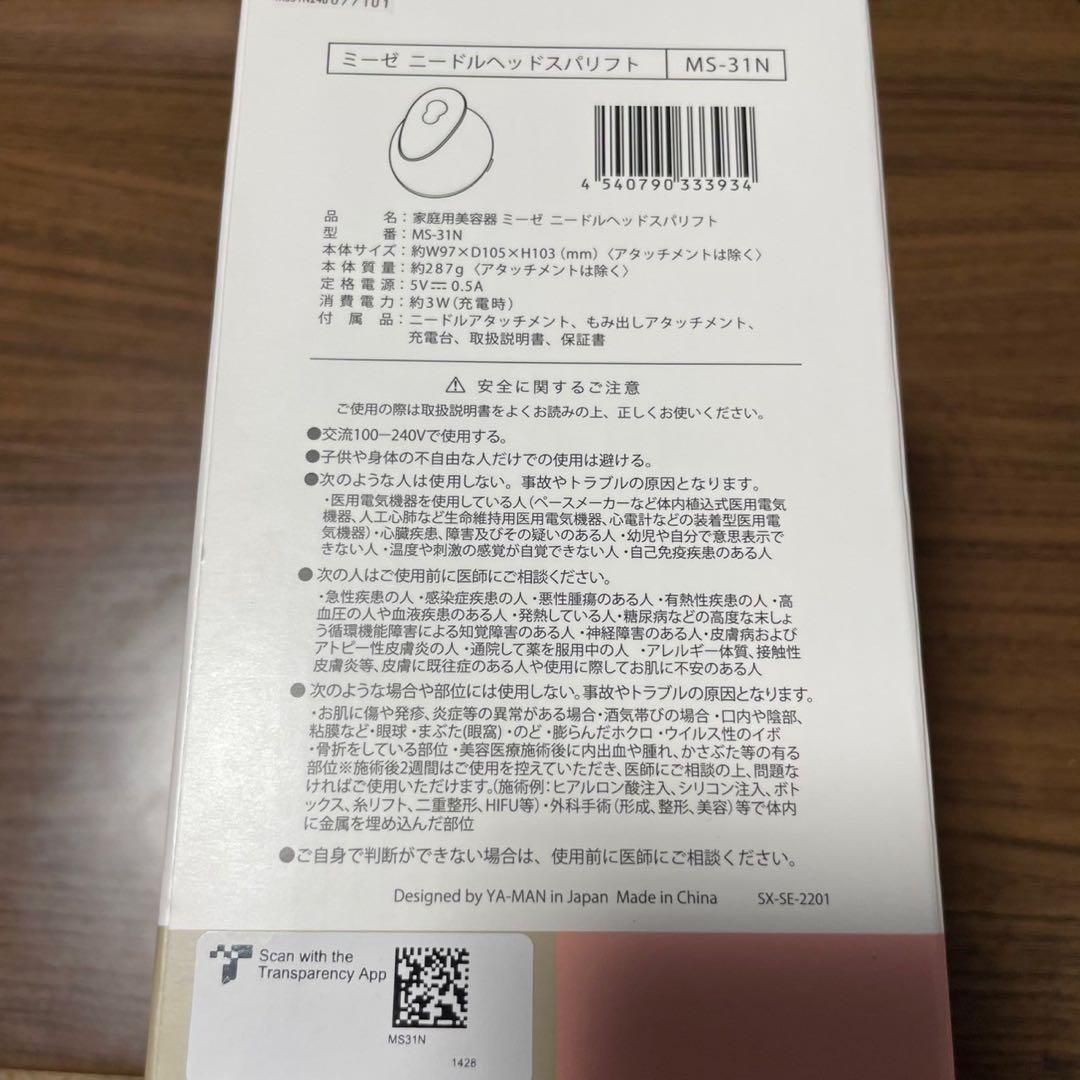 ミーゼ ニードルヘッドスパリフト MS-31N
4 540790 333934
品名：家庭用美容器 ミーゼ ニードルヘッドスパリフト
型番：MS-31N
本体サイズ：約W97×D105×H103（mm）〈アタッチメントは除く〉
本体質量：約287g〈アタッチメントは除く〉
定格電源：5V⎓0.5A
消費電力：約3W（充電時）
付属品：ニードルアタッチメント、もみ出しアタッチメント、
充電台、取扱説明書、保証書
⚠ 安全に関するご注意
ご使用の際は取扱説明書をよくお読みの上、正しくお使いください。
●交流100－240Vで使用する。
●子供や身体の不自由な人だけでの使用は避ける。
●次のような人は使用しない。事故やトラブルの原因となります。
・医用電気機器を使用している人（ペースメーカーなど体内植込式医用電気
機器、人工心肺など生命維持用医用電気機器、心電計などの装着型医用電
気機器）・心臓疾患、障害及びその疑いのある人・幼児や自分で意思表示で
きない人・温度や刺激の感覚が自覚できない人・自己免疫疾患のある人
●次の人はご使用前に医師にご相談ください。
・急性疾患の人・感染症疾患の人・悪性腫瘍のある人・有熱性疾患の人・高
血圧の人や血液疾患の人・発熱している人・糖尿病などの高度な末しょ
う循環機能障害による知覚障害のある人・神経障害のある人・皮膚病および
アトピー性皮膚炎の人・通院して薬を服用中の人 ・アレルギー体質、接触性
皮膚炎等、皮膚に既往症のある人や使用に際してお肌に不安のある人
●次のような場合や部位には使用しない。事故やトラブルの原因となります。
・お肌に傷や発疹、炎症等の異常がある場合・酒気帯びの場合・口内や陰部、
粘膜など・眼球・まぶた(眼窩)・のど・膨らんだホクロ・ウイルス性のイボ
・骨折をしている部位・美容医療施術後に内出血や腫れ、かさぶた等の有る
部位※施術後2週間はご使用を控えていただき、医師にご相談の上、問題な
ければご使用いただけます。（施術例：ヒアルロン酸注入、シリコン注入、ボト
ックス、糸リフト、二重整形、HIFU等）・外科手術（形成、整形、美容）等で体内
に金属を埋め込んだ部位
●ご自身で判断ができない場合は、使用前に医師にご相談ください。
Designed by YA-MAN in Japan Made in China SX-SE-2201
Scan with the
Transparency App
MS31N
1428